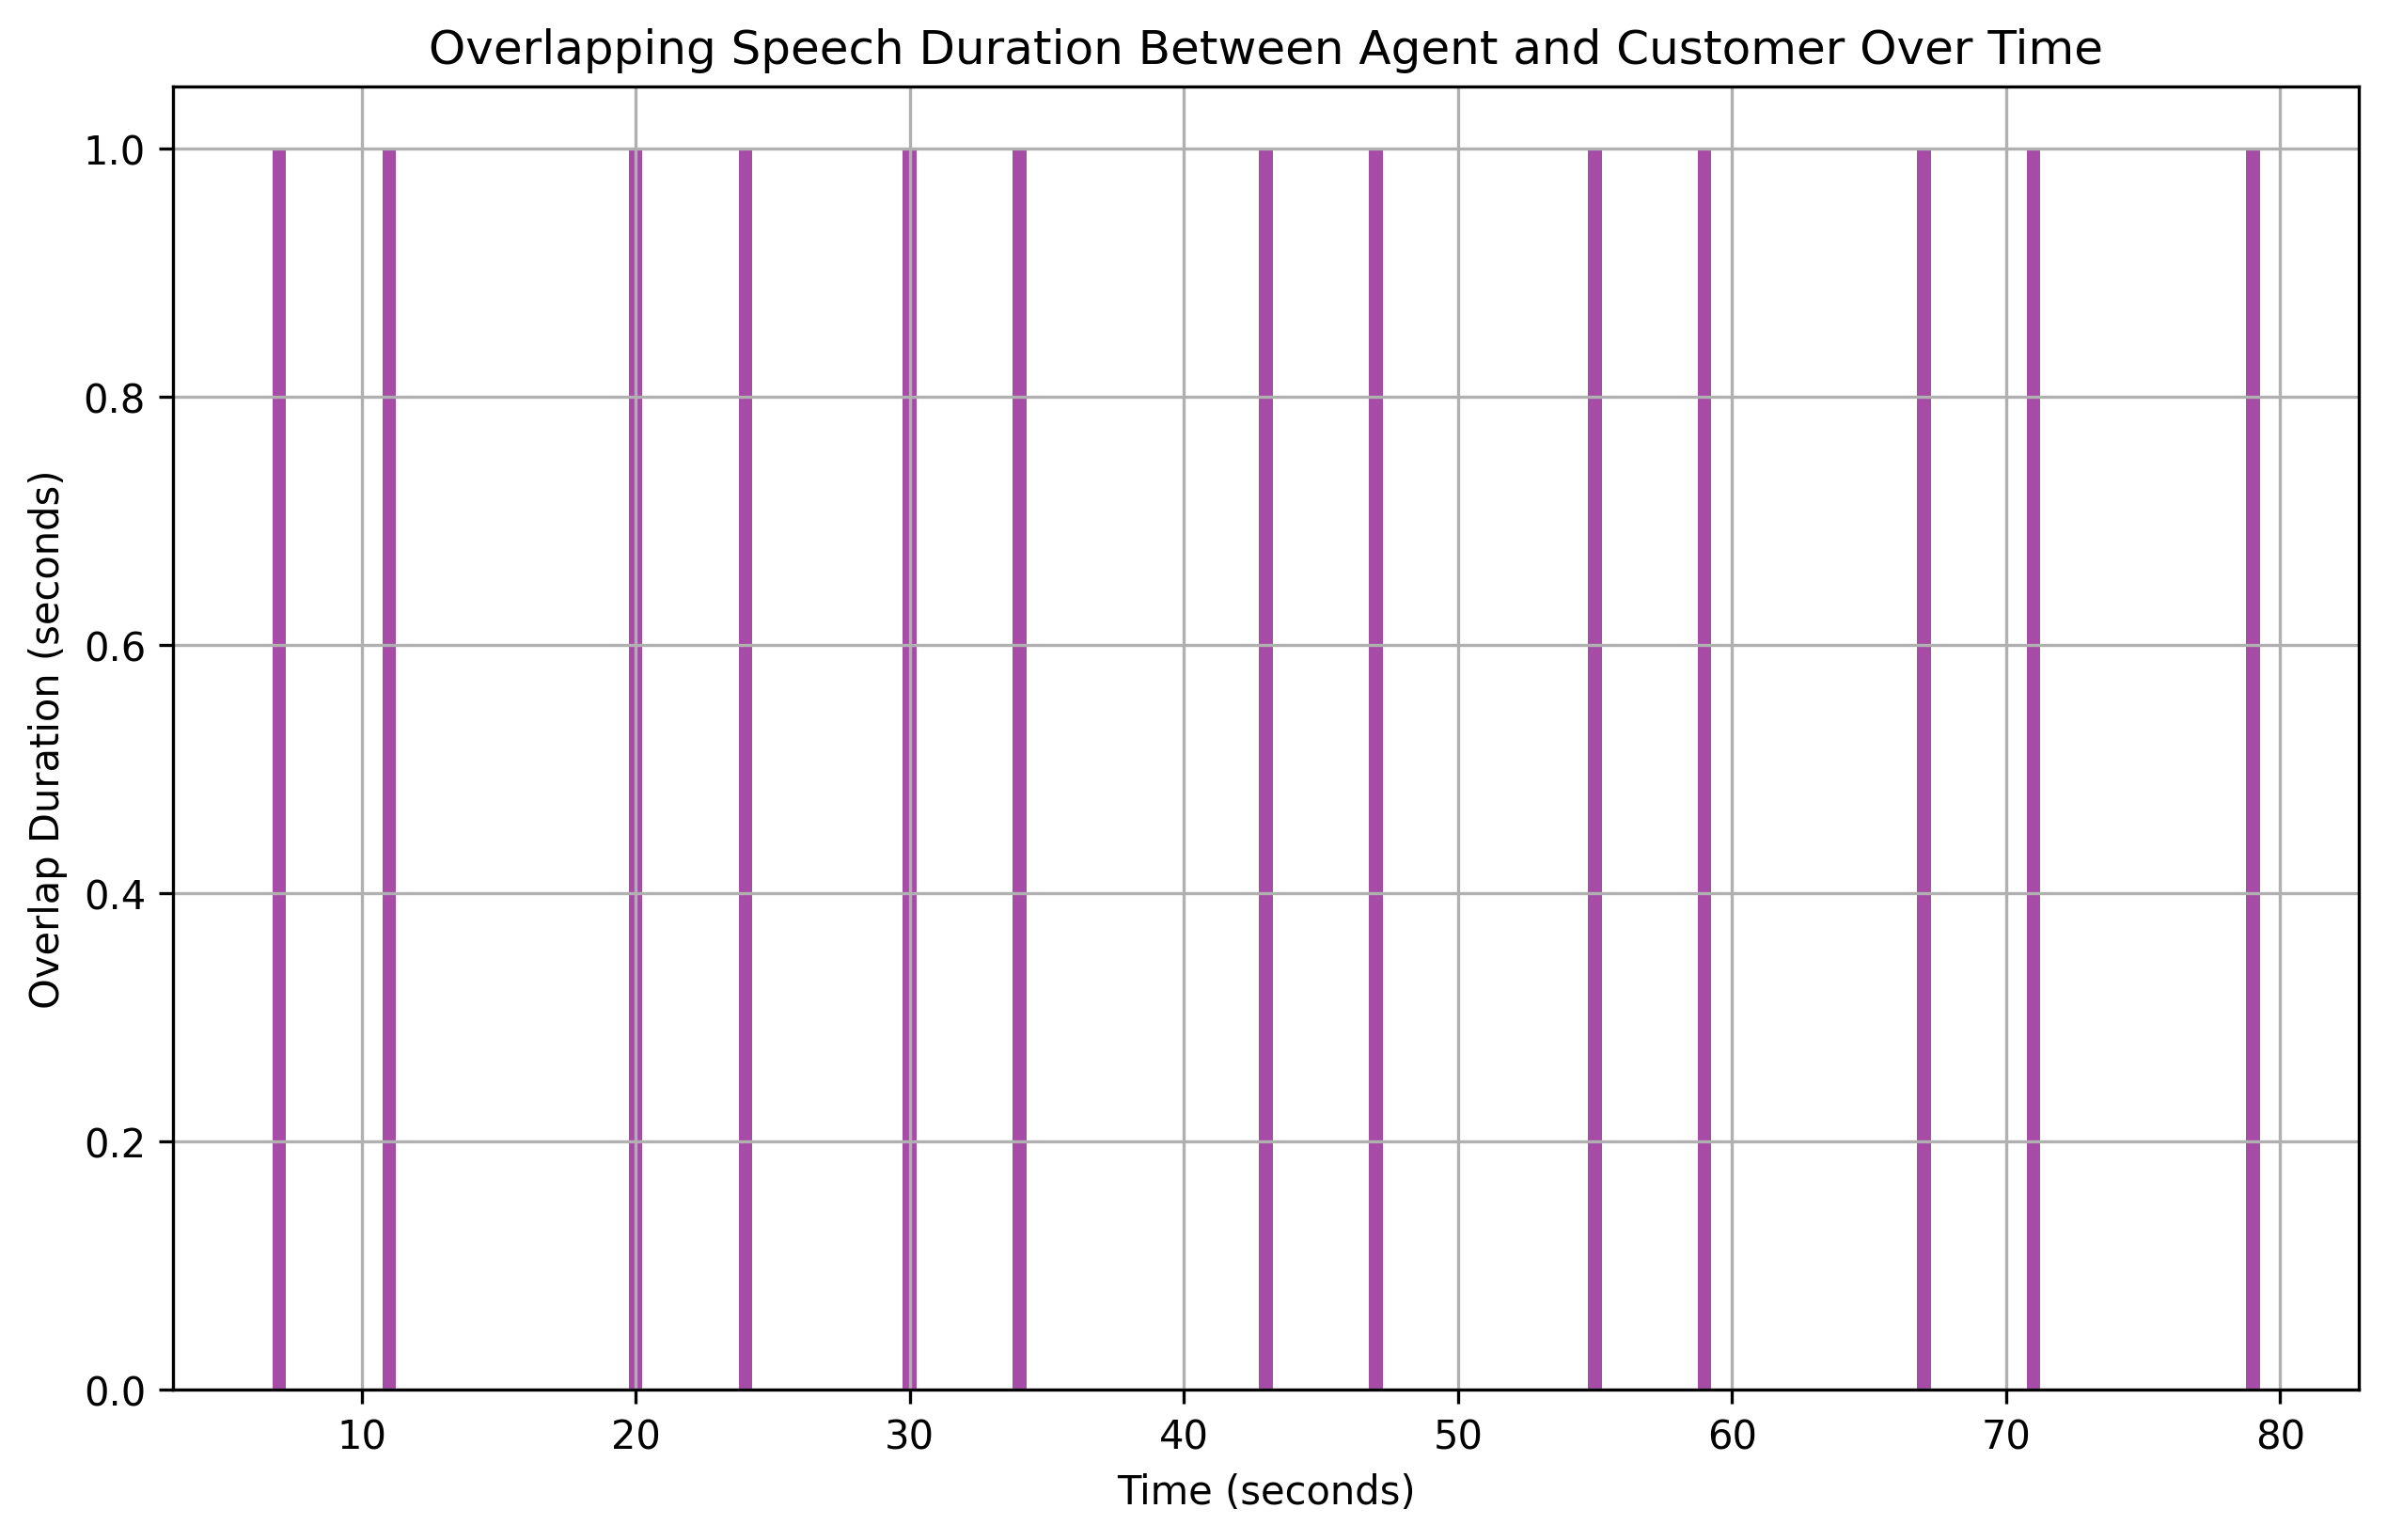 Overlapping Speech Duration Between Agent and Customer Over Time
1.0
0.8
0.6
0.4
0.2
0.0
Overlap Duration (seconds)
10 20 30 40 50 60 70 80
Time (seconds)